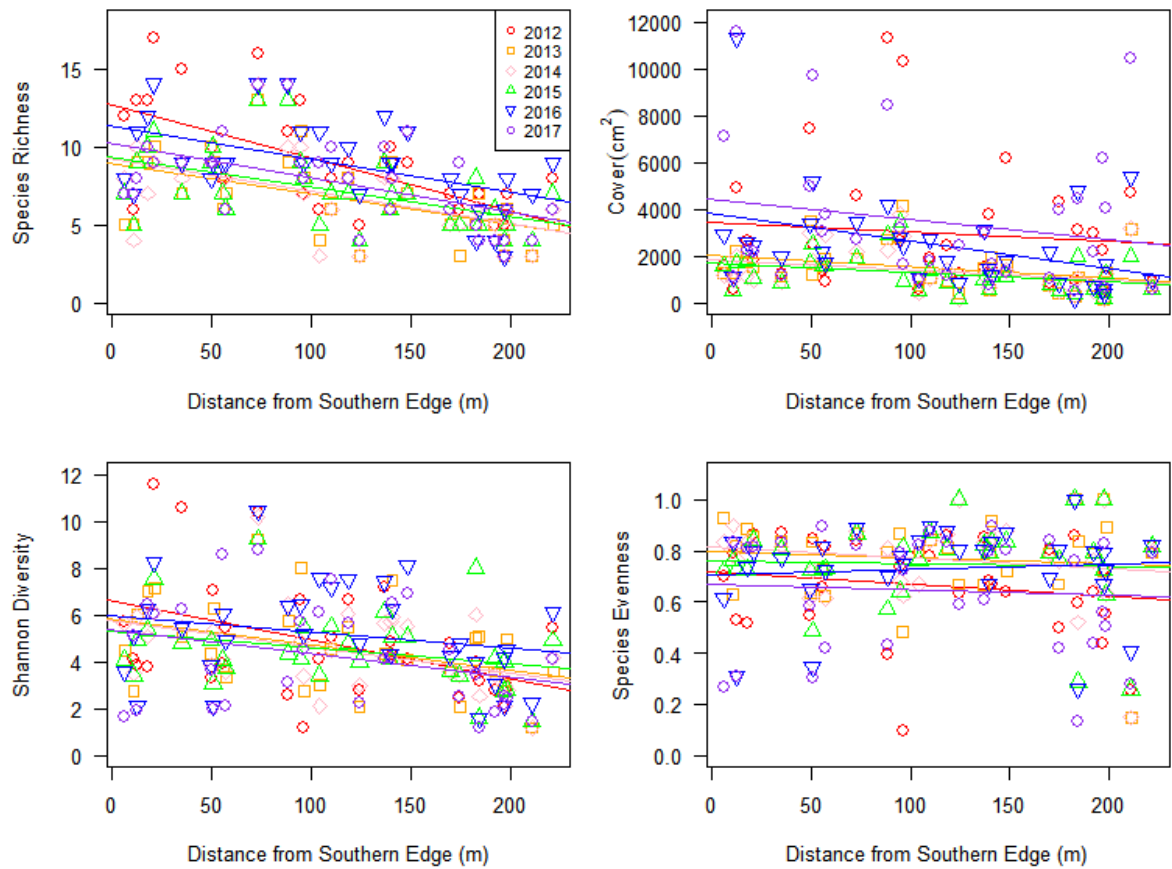 Species Richness
15
10
5
0
0 50 100 150 200
Distance from Southern Edge (m)
2012
2013
2014
2015
2016
2017
Cover(cm²)
12000
10000
8000
6000
4000
2000
0
0 50 100 150 200
Distance from Southern Edge (m)
Shannon Diversity
12
10
8
6
4
2
0
0 50 100 150 200
Distance from Southern Edge (m)
Species Evenness
1.0
0.8
0.6
0.4
0.2
0.0
0 50 100 150 200
Distance from Southern Edge (m)